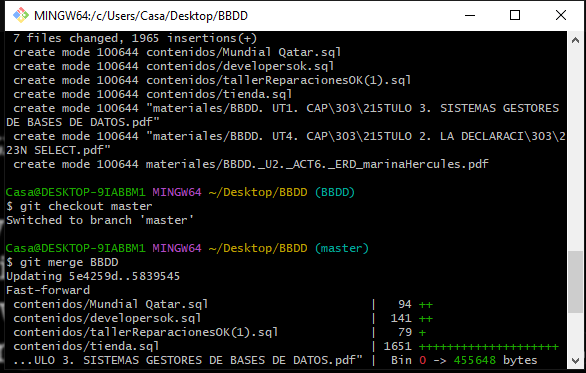 MINGW64:/c/Users/Casa/Desktop/BBDD
7 files changed, 1965 insertions(+)
create mode 100644 contenidos/Mundial Qatar.sql
create mode 100644 contenidos/developersok.sql
create mode 100644 contenidos/tallerReparacionesOK(1).sql
create mode 100644 contenidos/tienda.sql
create mode 100644 "materiales/BBDD. UT1. CAP\303\215TULO 3. SISTEMAS GESTORES
DE BASES DE DATOS.pdf"
create mode 100644 "materiales/BBDD. UT4. CAP\303\215TULO 2. LA DECLARACI\303\2
23N SELECT.pdf"
create mode 100644 materiales/BBDD._U2._ACT6._ERD_marinaHercules.pdf
Casa@DESKTOP-9IABBM1 MINGW64 ~/Desktop/BBDD (BBDD)
$ git checkout master
Switched to branch 'master'
Casa@DESKTOP-9IABBM1 MINGW64 ~/Desktop/BBDD (master)
$ git merge BBDD
Updating 5e4259d..5839545
Fast-forward
contenidos/Mundial Qatar.sql | 94 ++
contenidos/developersok.sql | 141 ++
contenidos/tallerReparacionesOK(1).sql | 79 +
contenidos/tienda.sql | 1651 ++++++++++++++++++++
...ULO 3. SISTEMAS GESTORES DE BASES DE DATOS.pdf" | Bin 0 -> 455648 bytes